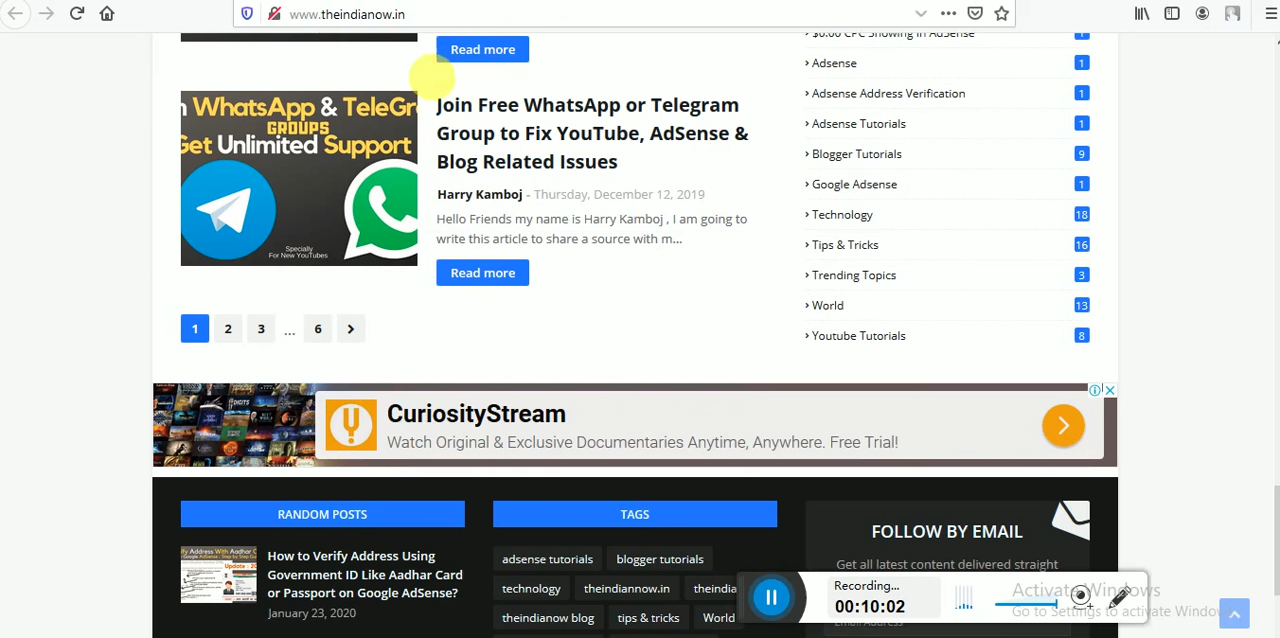 www.theindianow.in
Read more
WhatsApp & TeleGr
GROUPS
Get Unlimited Support
Specially
For New YouTubes
Join Free WhatsApp or Telegram
Group to Fix YouTube, AdSense &
Blog Related Issues
Harry Kamboj - Thursday, December 12, 2019
Hello Friends my name is Harry Kamboj , I am going to
write this article to share a source with m...
Read more
1 2 3 ... 6
$0.00 CPC Showing in AdSense 1
Adsense 1
Adsense Address Verification 1
Adsense Tutorials 1
Blogger Tutorials 9
Google Adsense 1
Technology 18
Tips & Tricks 16
Trending Topics 3
World 13
Youtube Tutorials 8
CuriosityStream
Watch Original & Exclusive Documentaries Anytime, Anywhere. Free Trial!
RANDOM POSTS
How to Verify Address Using
Government ID Like Aadhar Card
or Passport on Google AdSense?
January 23, 2020
TAGS
adsense tutorials blogger tutorials
technology theindiannow.in theindia
theindiannow blog tips & tricks World
FOLLOW BY EMAIL
Get all latest content delivered straight
Email Address
Recording...
00:10:02
Activate Windows
Go to Settings to activate Windows